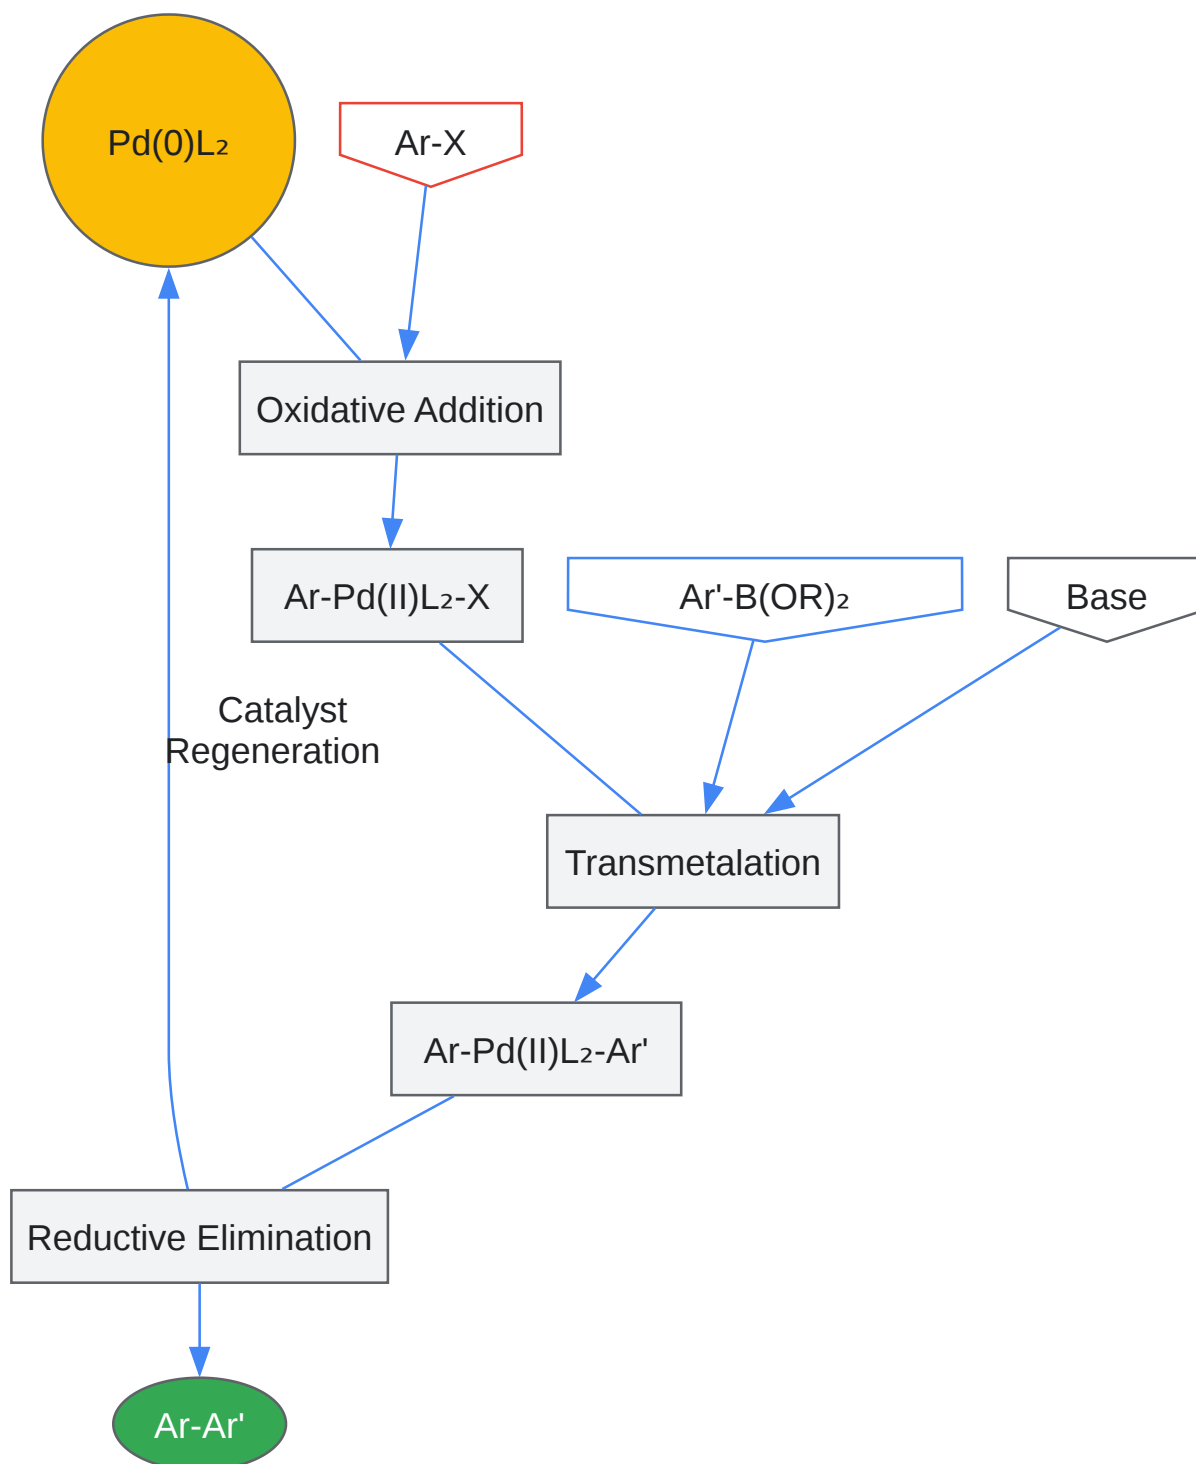 Pd(0)L₂
Ar-X
Oxidative Addition
Ar-Pd(II)L₂-X
Ar'-B(OR)₂
Base
Catalyst
Regeneration
Transmetalation
Ar-Pd(II)L₂-Ar'
Reductive Elimination
Ar-Ar'